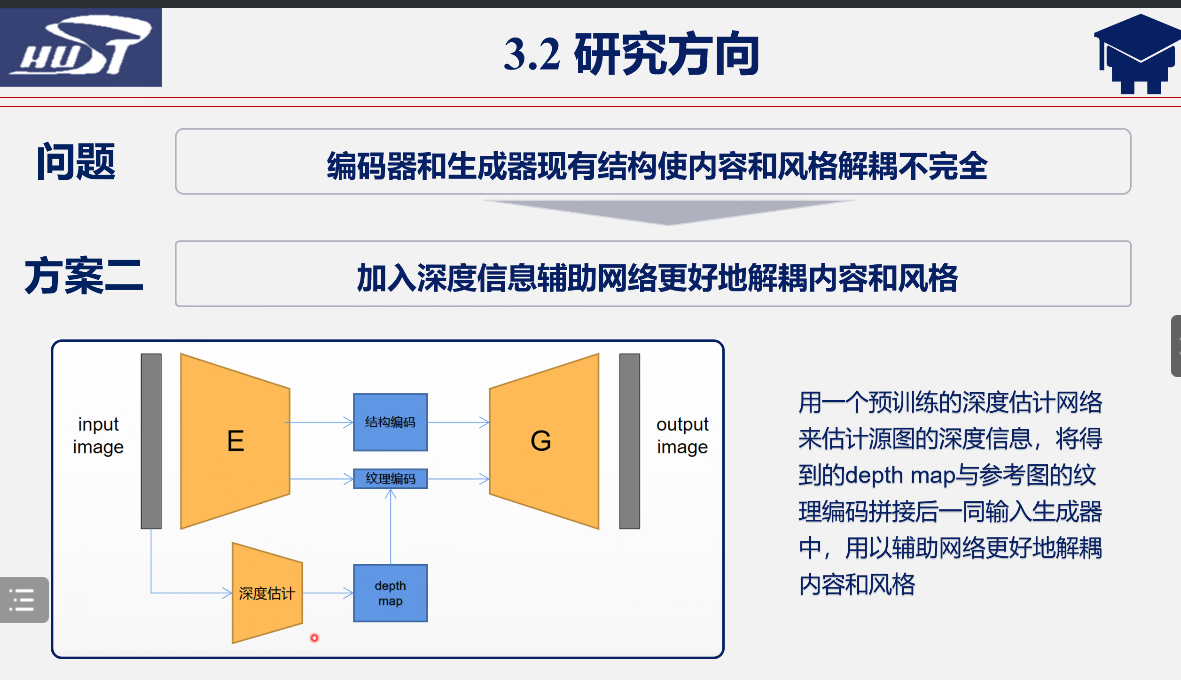 HUST
3.2 研究方向
问题
编码器和生成器现有结构使内容和风格解耦不完全
方案二
加入深度信息辅助网络更好地解耦内容和风格
input
image
E
结构编码
纹理编码
G
output
image
深度估计
depth
map
用一个预训练的深度估计网络
来估计源图的深度信息，将得
到的depth map与参考图的纹
理编码拼接后一同输入生成器
中，用以辅助网络更好地解耦
内容和风格